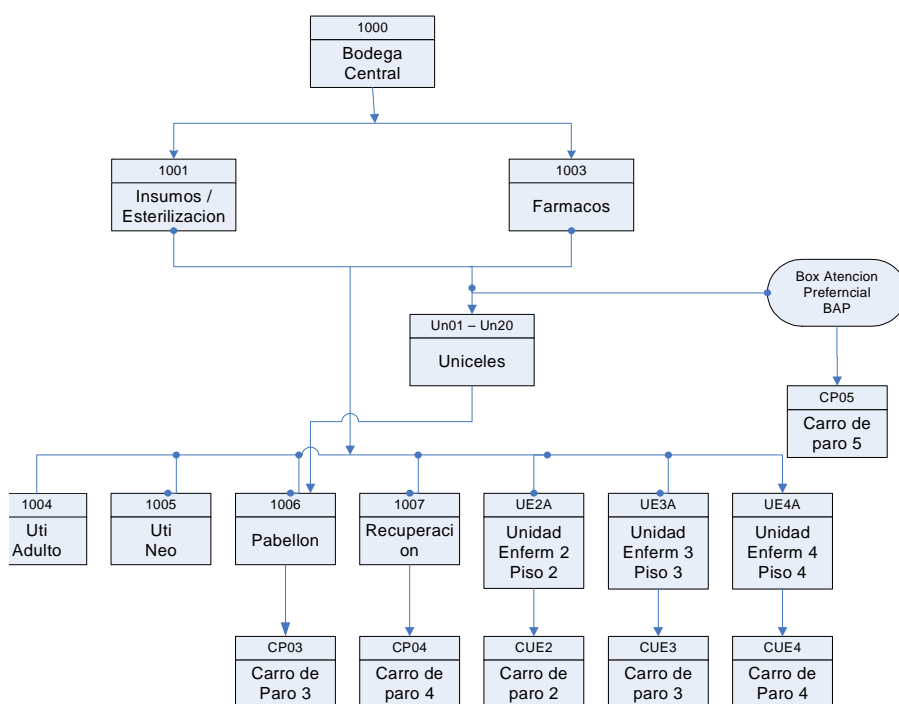 1000
Bodega
Central
1001
Insumos /
Esterilizacion
1003
Farmacos
Box Atencion
Preferncial
BAP
Un01 – Un20
Uniceles
CP05
Carro de
paro 5
1004
Uti
Adulto
1005
Uti
Neo
1006
Pabellon
1007
Recuperaci
on
UE2A
Unidad
Enferm 2
Piso 2
UE3A
Unidad
Enferm 3
Piso 3
UE4A
Unidad
Enferm 4
Piso 4
CP03
Carro de
Paro 3
CP04
Carro de
paro 4
CUE2
Carro de
paro 2
CUE3
Carro de
paro 3
CUE4
Carro de
Paro 4